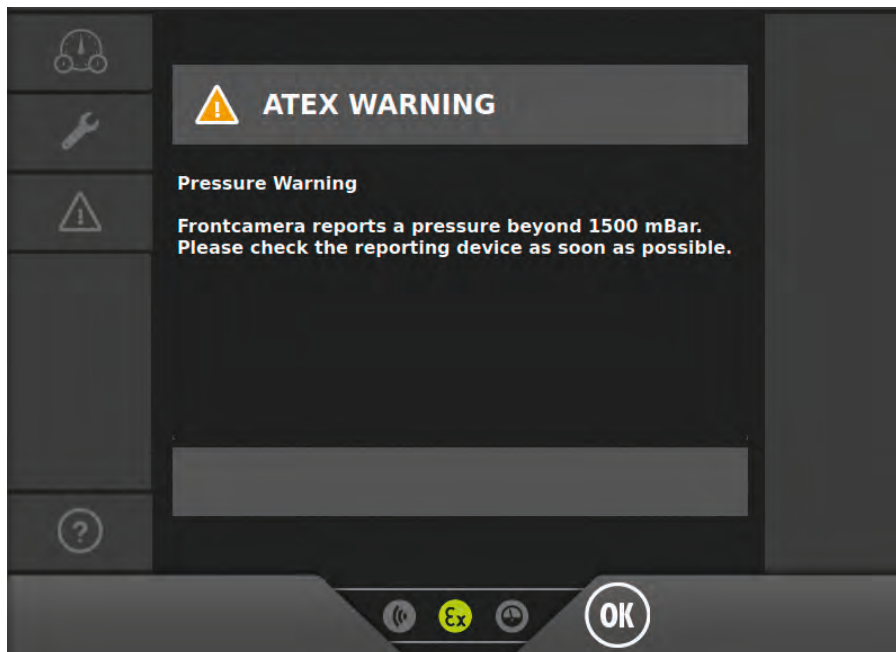 ATEX WARNING
Pressure Warning
Frontcamera reports a pressure beyond 1500 mBar.
Please check the reporting device as soon as possible.
?
Ex
OK